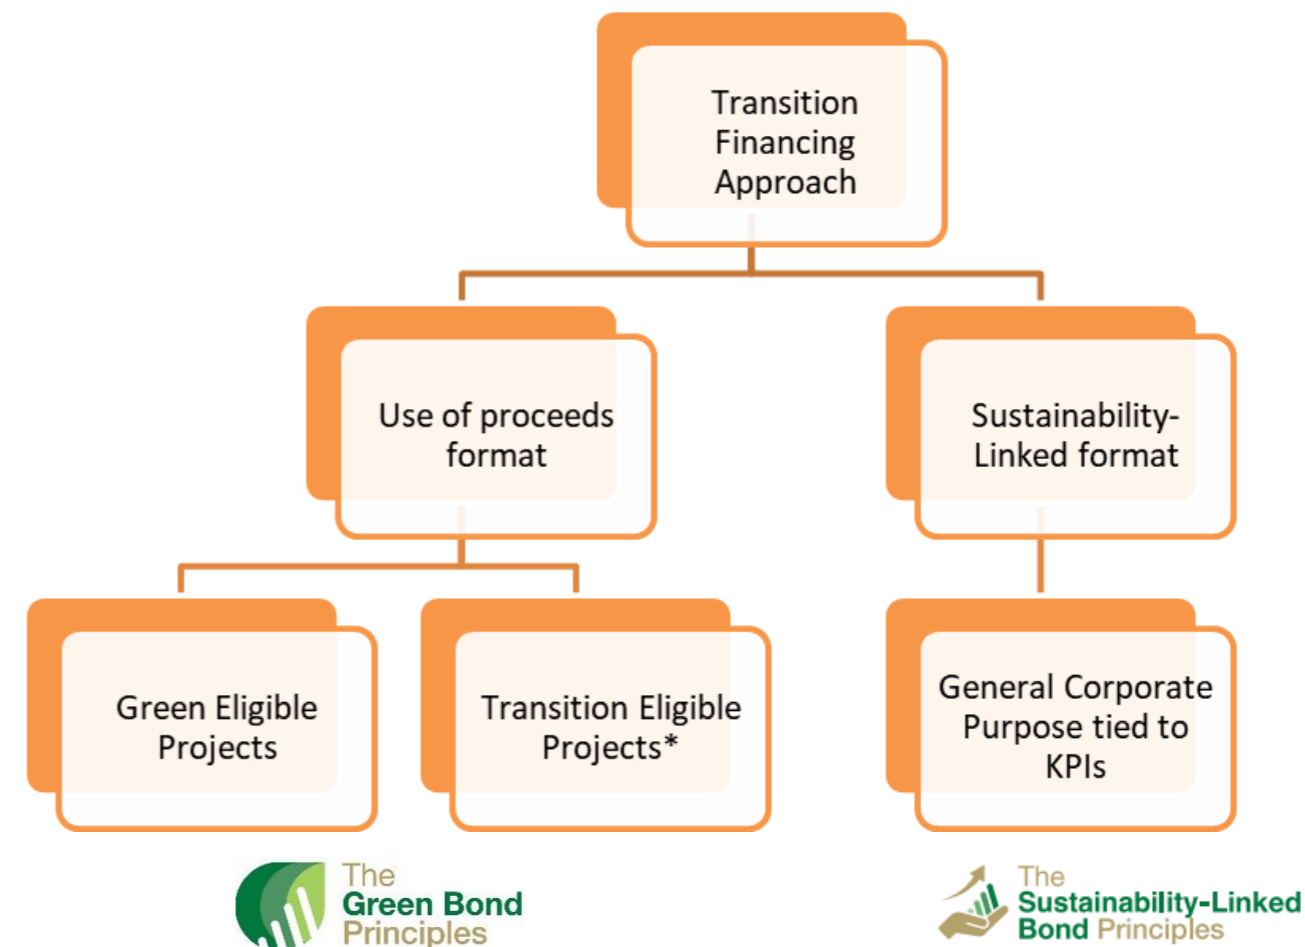 Transition
Financing
Approach
Use of proceeds
format
Sustainability-
Linked format
Green Eligible
Projects
Transition Eligible
Projects*
General Corporate
Purpose tied to
KPIs
The
Green Bond
Principles
The
Sustainability-Linked
Bond Principles